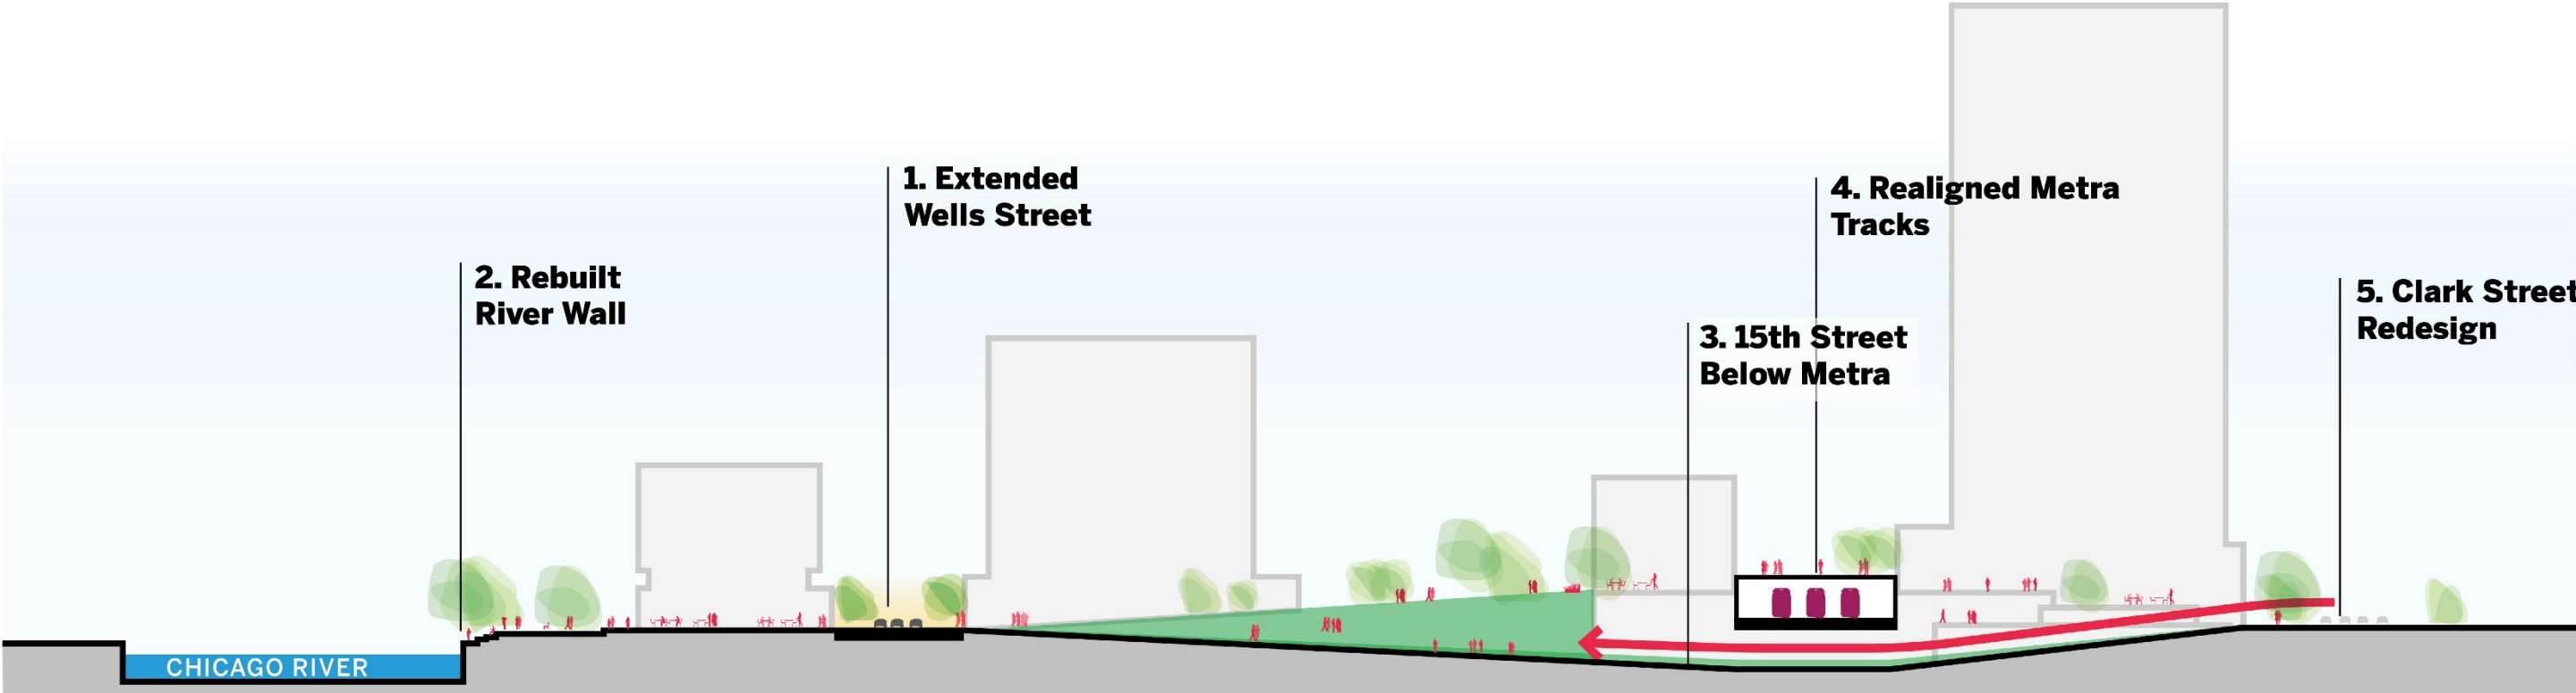 1. Extended
Wells Street
4. Realigned Metra
Tracks
2. Rebuilt
River Wall
5. Clark Street
Redesign
3. 15th Street
Below Metra
CHICAGO RIVER